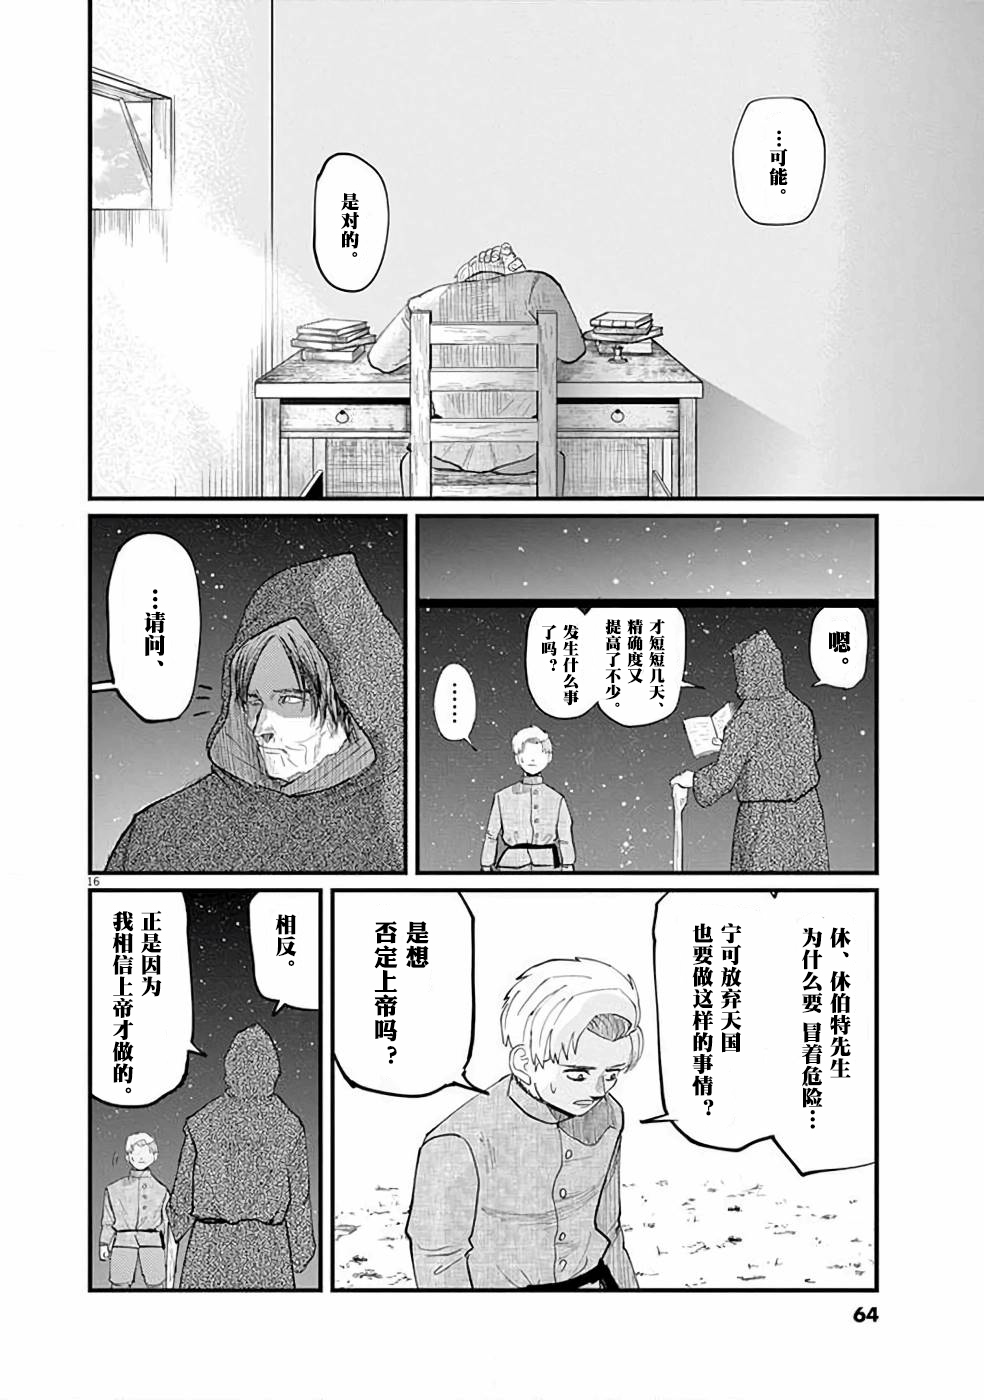 …可能。
是对的。
嗯。
才短短几天、
精确度又
提高了不少。
发生什么事
了吗？
………
…请问、
休、休伯特先生
为什么要 冒着危险…
宁可放弃天国
也要做这样的事情？
是想
否定上帝吗？
相反。
正是因为
我相信上帝才做的。
16
64